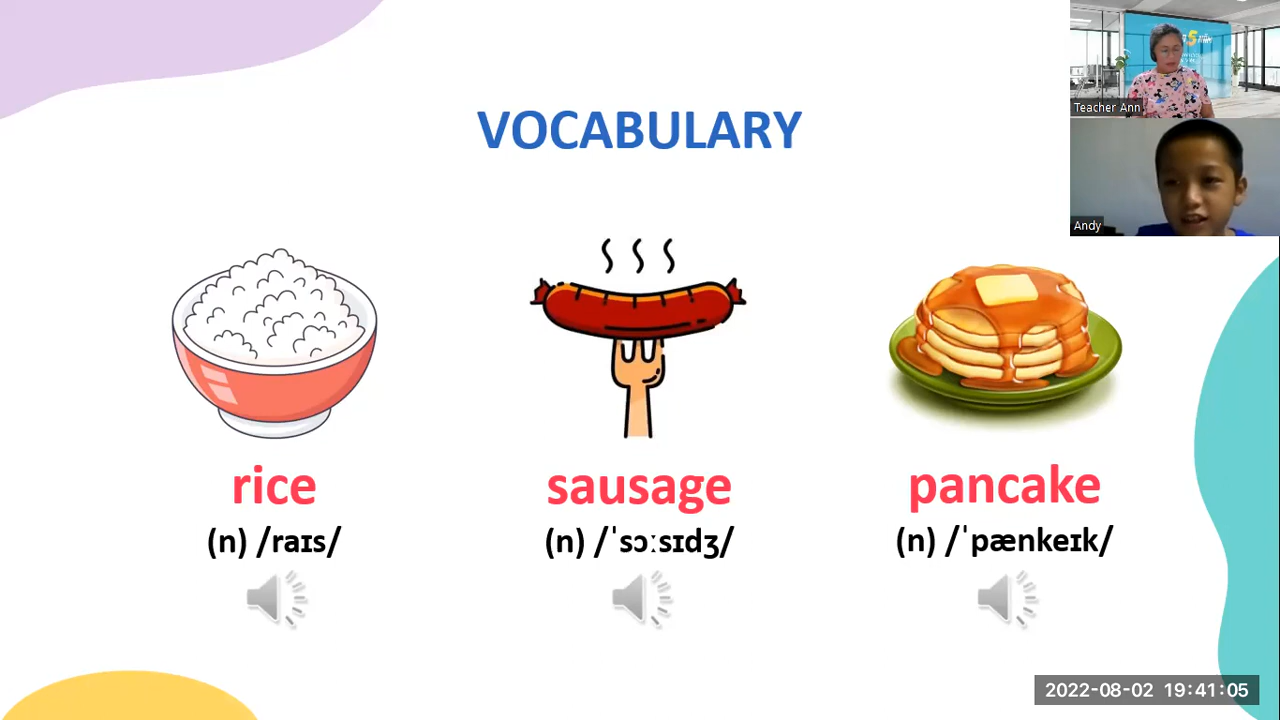 VOCABULARY
Teacher Ann
Andy
rice
(n) /raɪs/
sausage
(n) /ˈsɔːsɪdʒ/
pancake
(n) /ˈpænkeɪk/
2022-08-02 19:41:05